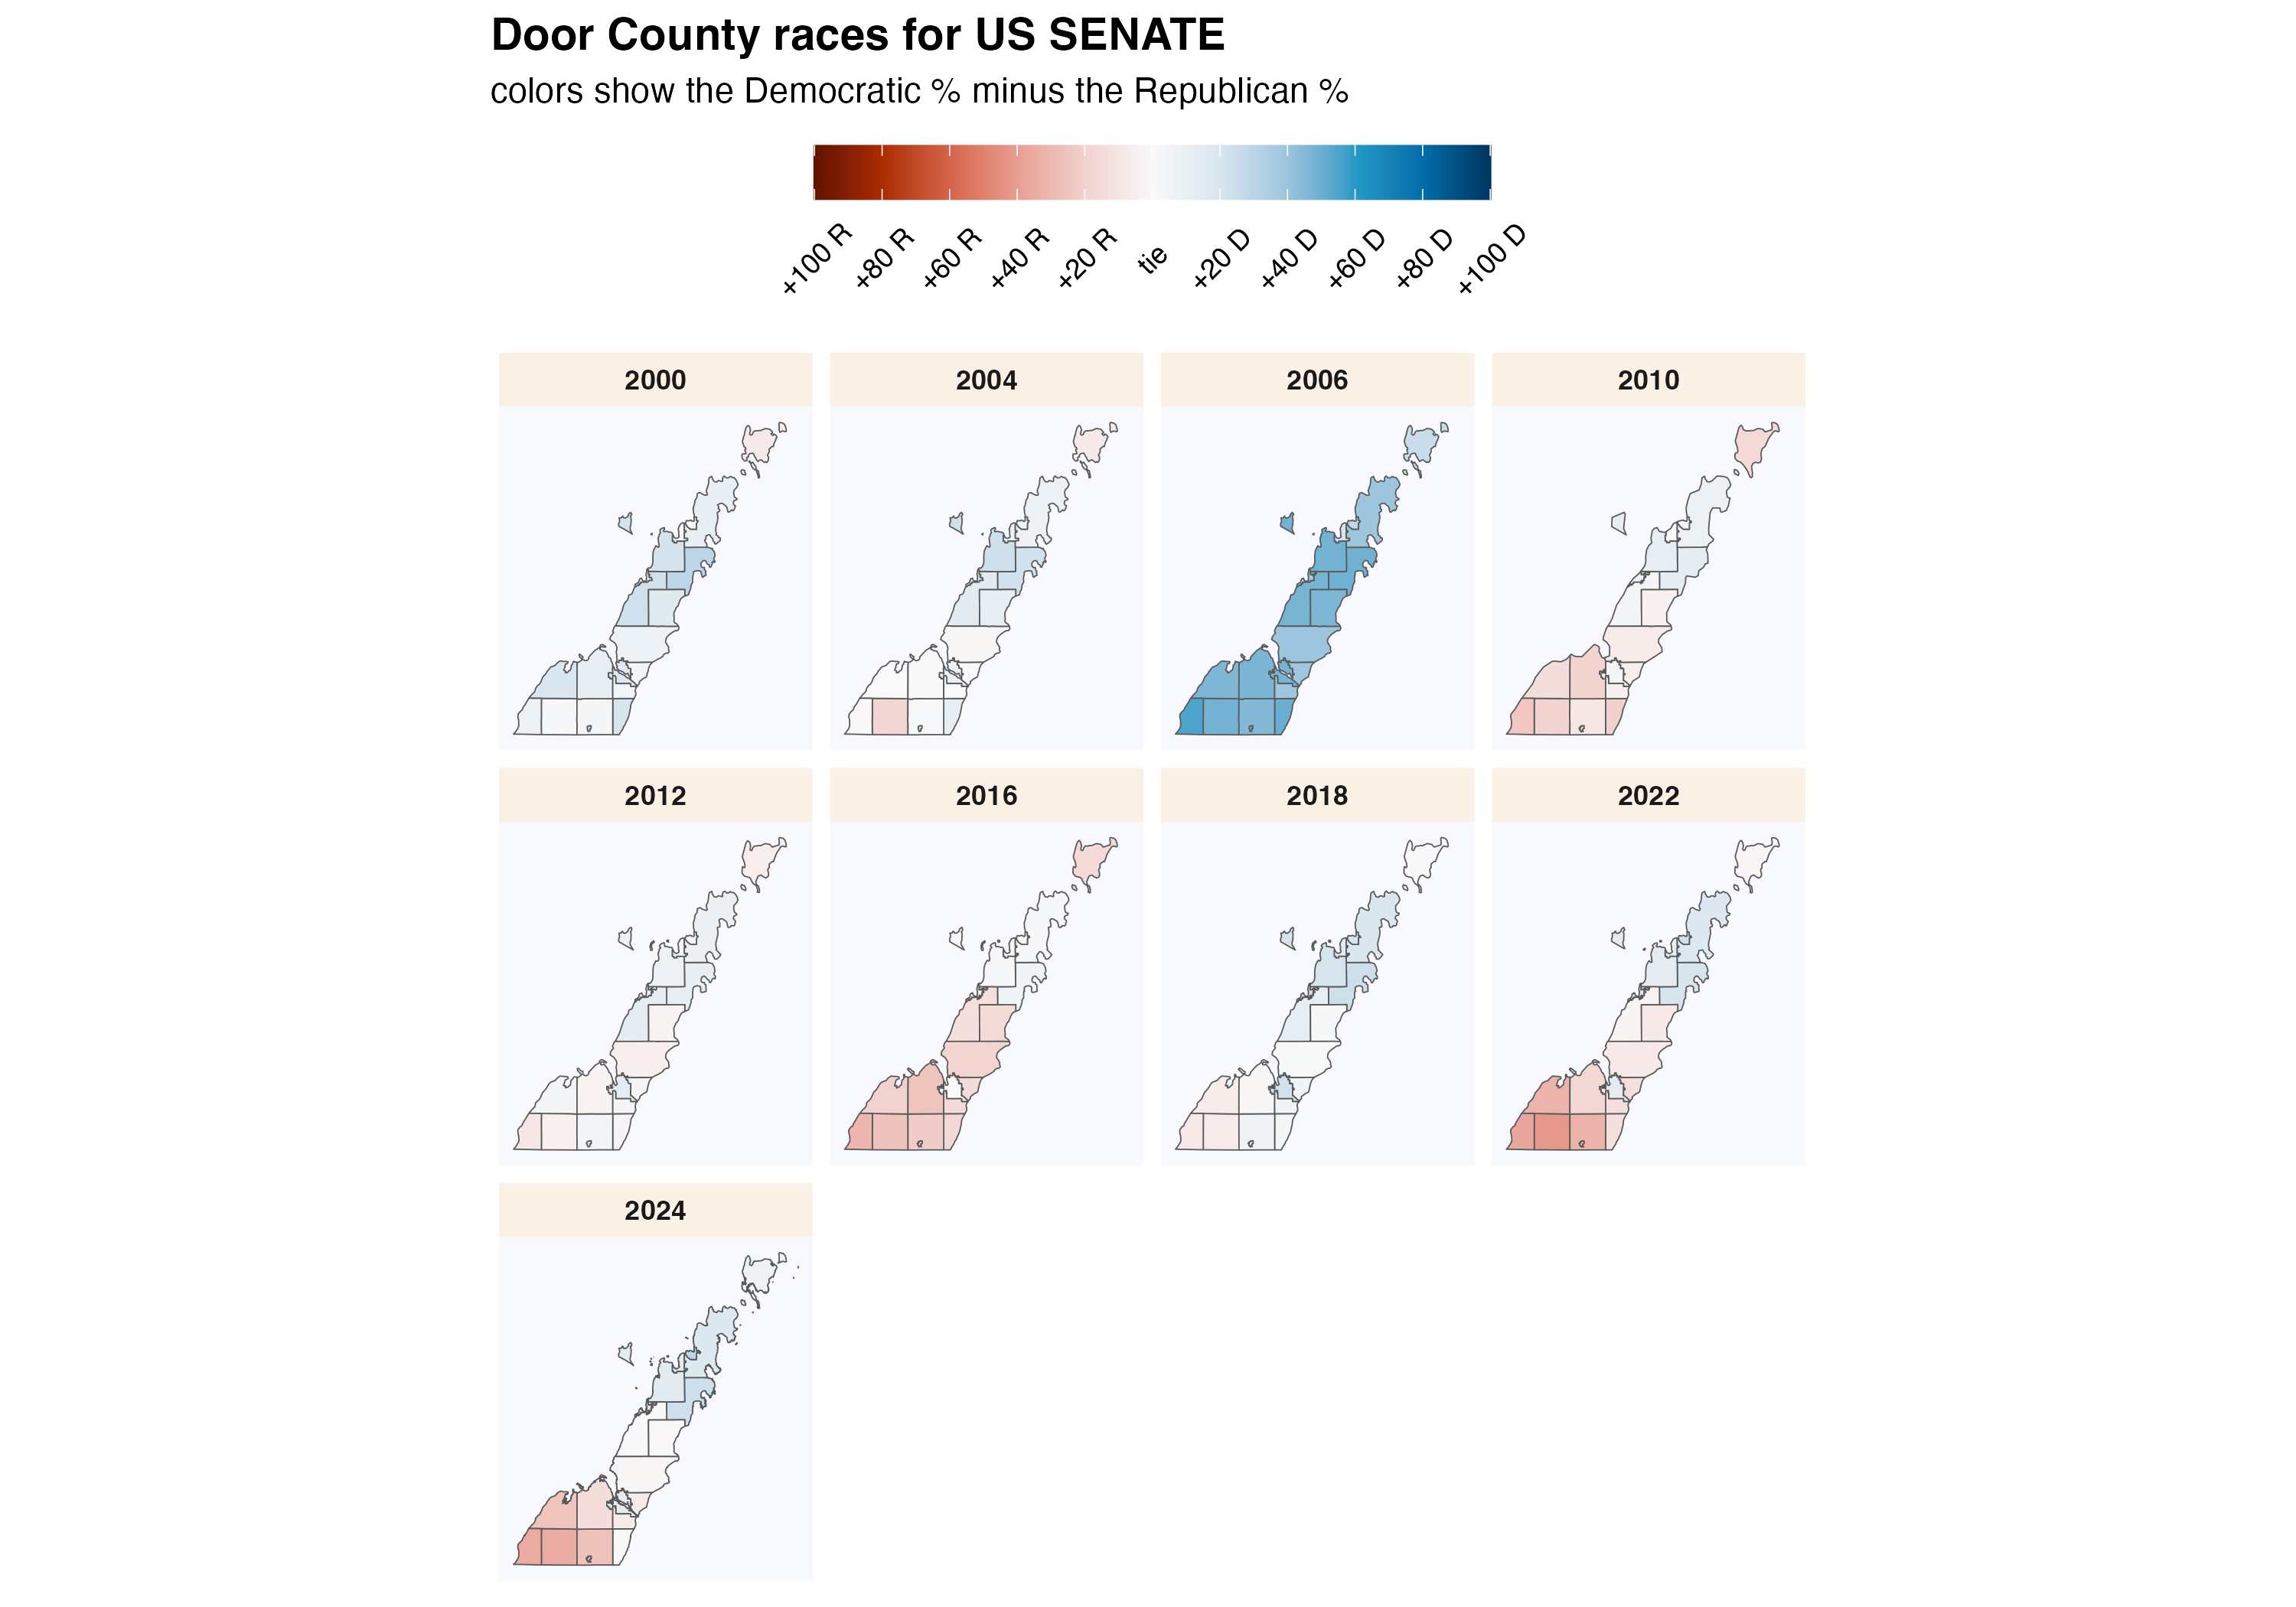 Door County races for US SENATE
colors show the Democratic % minus the Republican %
+100 R +80 R +60 R +40 R +20 R tie +20 D +40 D +60 D +80 D +100 D
2000 2004 2006 2010
2012 2016 2018 2022
2024